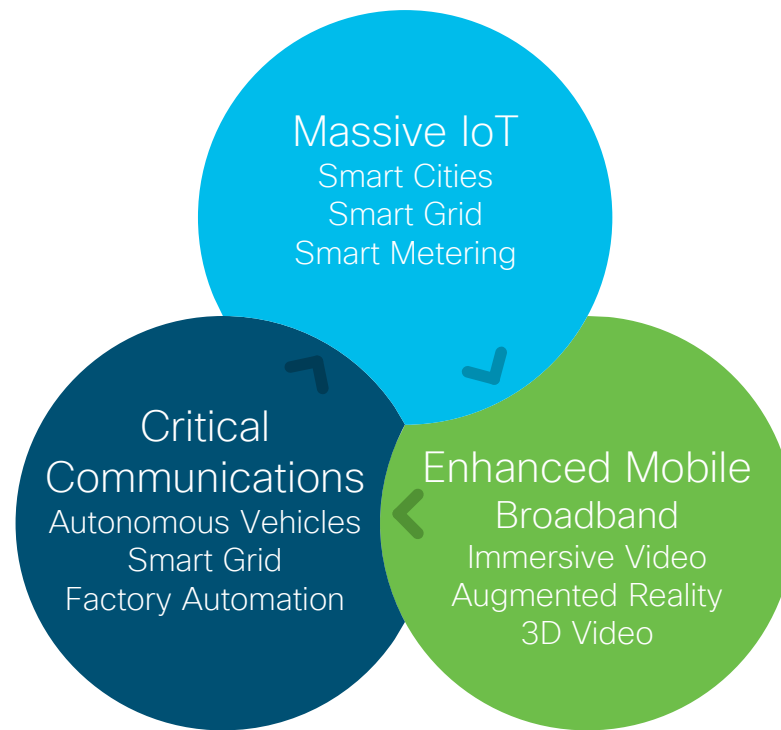 Massive IoT
Smart Cities
Smart Grid
Smart Metering
Critical
Communications
Autonomous Vehicles
Smart Grid
Factory Automation
Enhanced Mobile
Broadband
Immersive Video
Augmented Reality
3D Video